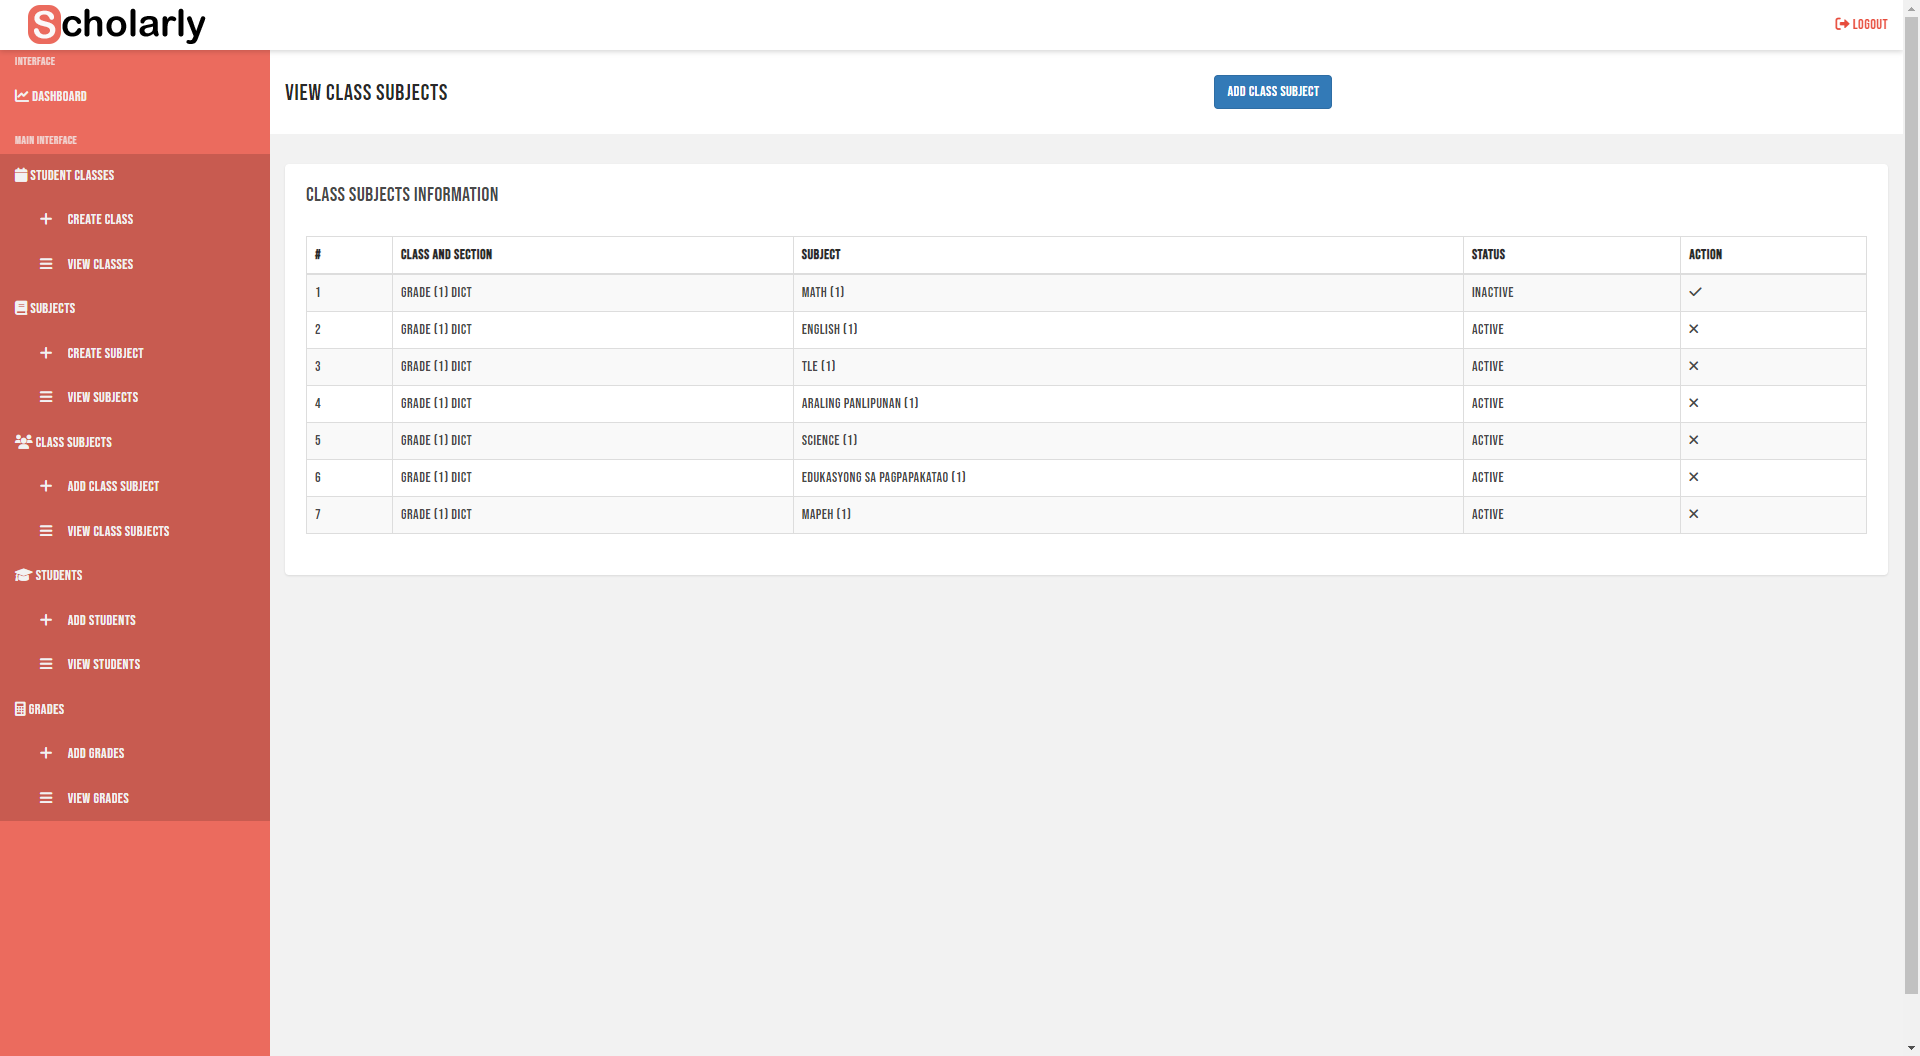 Scholarly
LOGOUT
INTERFACE
DASHBOARD
MAIN INTERFACE
STUDENT CLASSES
CREATE CLASS
VIEW CLASSES
SUBJECTS
CREATE SUBJECT
VIEW SUBJECTS
CLASS SUBJECTS
ADD CLASS SUBJECT
VIEW CLASS SUBJECTS
STUDENTS
ADD STUDENTS
VIEW STUDENTS
GRADES
ADD GRADES
VIEW GRADES
VIEW CLASS SUBJECTS
ADD CLASS SUBJECT
CLASS SUBJECTS INFORMATION
# CLASS AND SECTION SUBJECT STATUS ACTION
1 GRADE (1) DICT MATH (1) INACTIVE
2 GRADE (1) DICT ENGLISH (1) ACTIVE
3 GRADE (1) DICT TLE (1) ACTIVE
4 GRADE (1) DICT ARALING PANLIPUNAN (1) ACTIVE
5 GRADE (1) DICT SCIENCE (1) ACTIVE
6 GRADE (1) DICT EDUKASYONG SA PAGPAPAKATAO (1) ACTIVE
7 GRADE (1) DICT MAPEH (1) ACTIVE